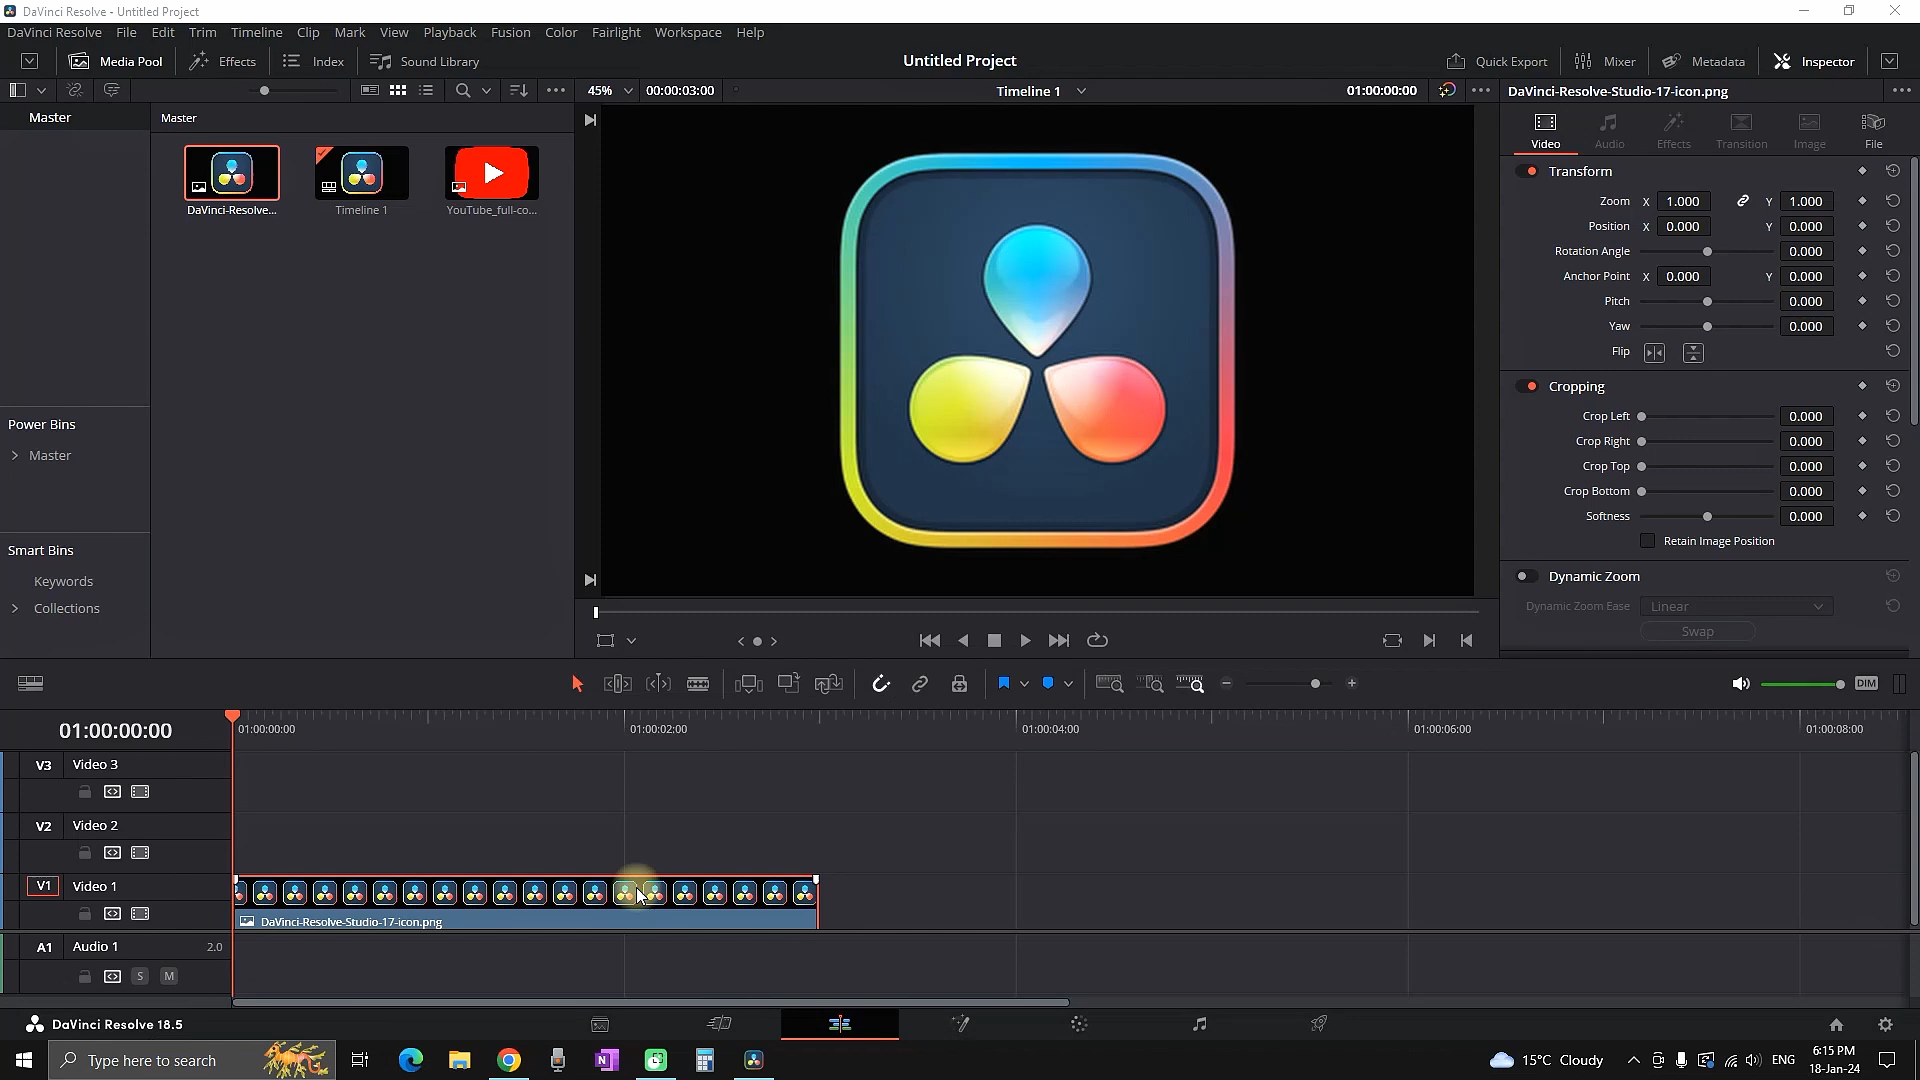 DaVinci Resolve - Untitled Project
DaVinci Resolve File Edit Trim Timeline Clip Mark View Playback Fusion Color Fairlight Workspace Help
Media Pool Effects Index Sound Library Untitled Project Quick Export Mixer Metadata Inspector
45% 00:00:03:00 Timeline 1 01:00:00:00 DaVinci-Resolve-Studio-17-icon.png
Master Master
Video Audio Effects Transition Image File
DaVinci-Resolve... Timeline 1 YouTube_full-co...
Transform
Zoom X 1.000 Y 1.000
Position X 0.000 Y 0.000
Rotation Angle 0.000
Anchor Point X 0.000 Y 0.000
Pitch 0.000
Yaw 0.000
Flip
Cropping
Crop Left 0.000
Crop Right 0.000
Crop Top 0.000
Crop Bottom 0.000
Softness 0.000
Retain Image Position
Dynamic Zoom
Dynamic Zoom Ease Linear
Swap
Power Bins
Master
Smart Bins
Keywords
Collections
DIM
01:00:00:00 01:00:00:00 01:00:02:00 01:00:04:00 01:00:06:00 01:00:08:00
V3 Video 3
V2 Video 2
V1 Video 1
DaVinci-Resolve-Studio-17-icon.png
A1 Audio 1 2.0
S M
DaVinci Resolve 18.5
Type here to search 15°C Cloudy ENG 6:15 PM
18-Jan-24